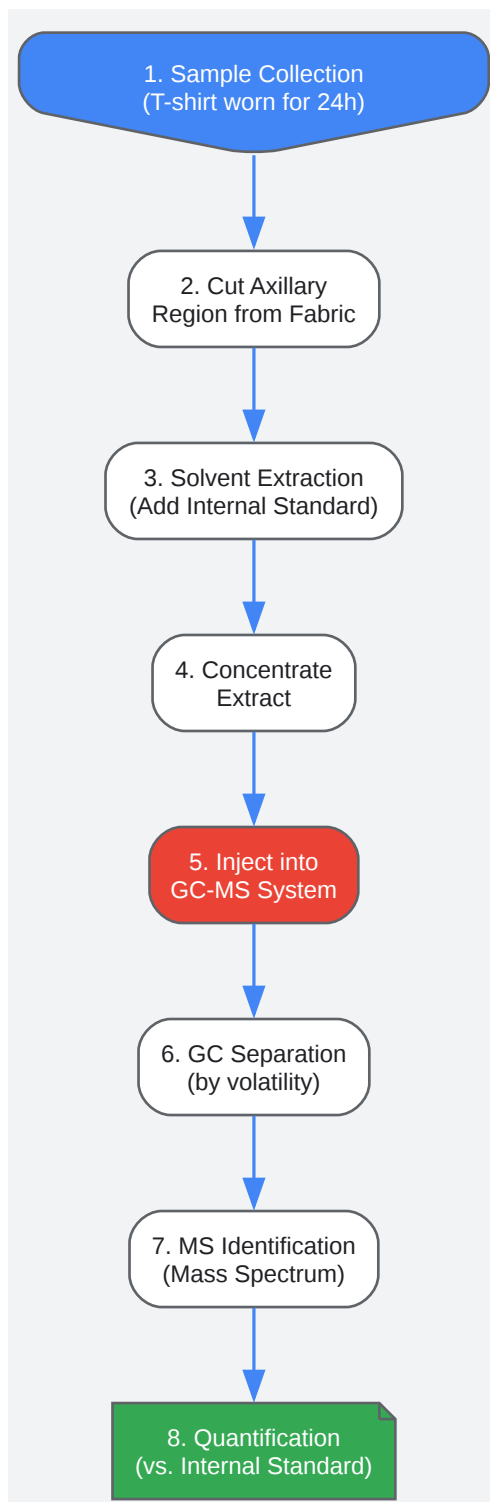 1. Sample Collection
(T-shirt worn for 24h)
2. Cut Axillary
Region from Fabric
3. Solvent Extraction
(Add Internal Standard)
4. Concentrate
Extract
5. Inject into
GC-MS System
6. GC Separation
(by volatility)
7. MS Identification
(Mass Spectrum)
8. Quantification
(vs. Internal Standard)